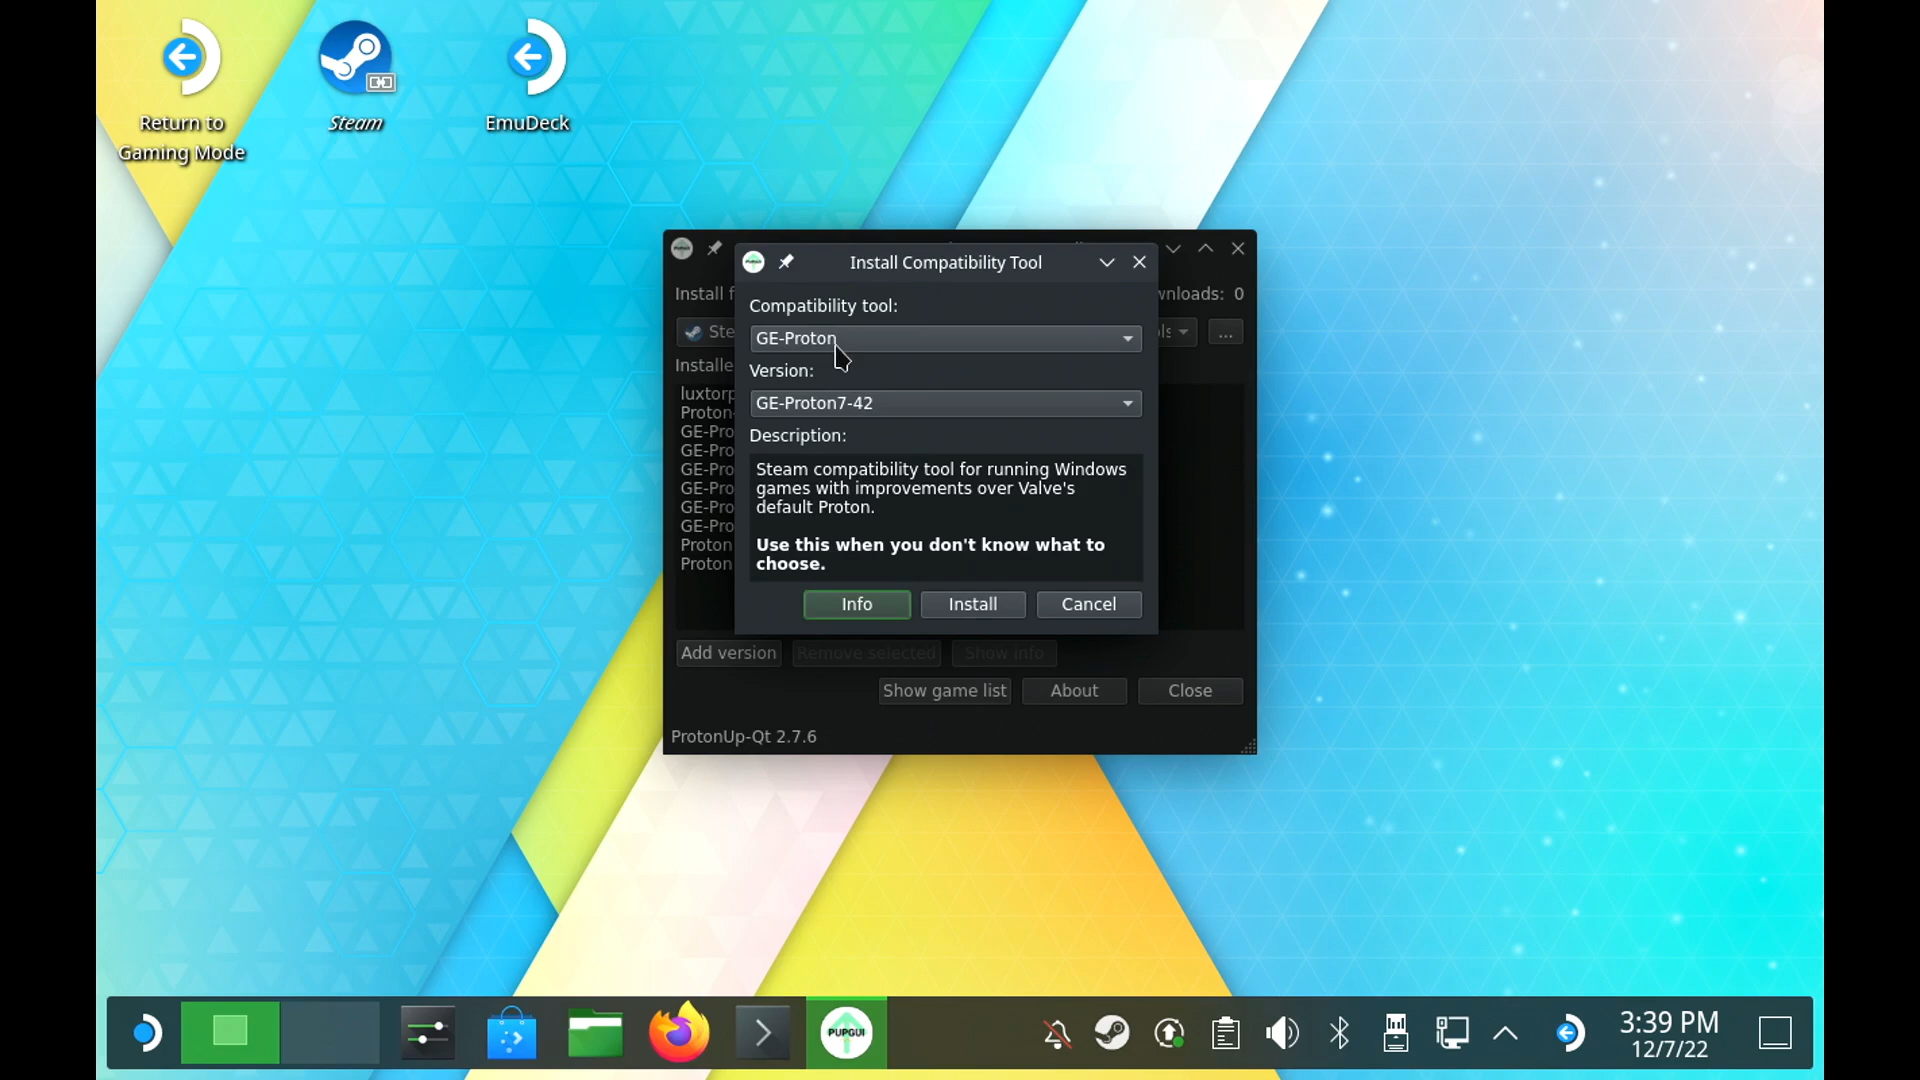 Return to
Gaming Mode
Steam
EmuDeck
Install Compatibility Tool
Install f
wnloads: 0
Compatibility tool:
Ste
GE-Proton
ls
...
Installe
Version:
luxtorp
GE-Proton7-42
Proton-
GE-Pro
Description:
GE-Pro
GE-Pro
Steam compatibility tool for running Windows
GE-Pro
games with improvements over Valve's
GE-Pro
default Proton.
GE-Pro
Proton
Use this when you don't know what to
Proton
choose.
Info
Install
Cancel
Add version
Remove selected
Show info
Show game list
About
Close
ProtonUp-Qt 2.7.6
PUPGUI
3:39 PM
12/7/22